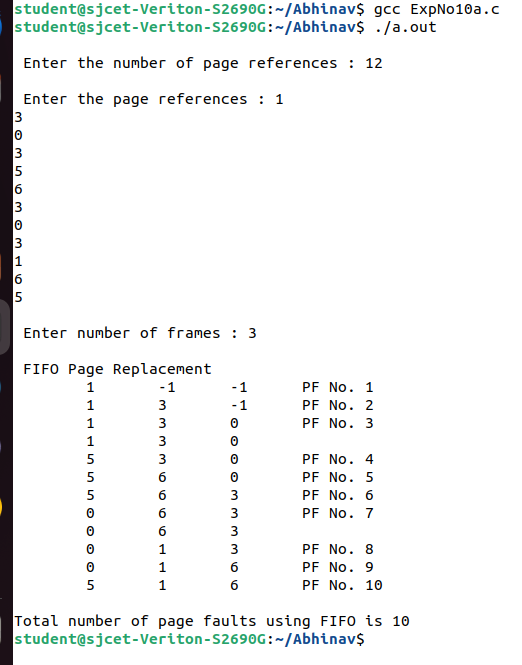 student@sjcet-Veriton-S2690G:~/Abhinav$ gcc ExpNo10a.c
student@sjcet-Veriton-S2690G:~/Abhinav$ ./a.out
Enter the number of page references : 12
Enter the page references : 1
3
0
3
5
6
3
0
3
1
6
5
Enter number of frames : 3
FIFO Page Replacement
1 -1 -1 PF No. 1
1 3 -1 PF No. 2
1 3 0 PF No. 3
1 3 0
5 3 0 PF No. 4
5 6 0 PF No. 5
5 6 3 PF No. 6
0 6 3 PF No. 7
0 6 3
0 1 3 PF No. 8
0 1 6 PF No. 9
5 1 6 PF No. 10
Total number of page faults using FIFO is 10
student@sjcet-Veriton-S2690G:~/Abhinav$